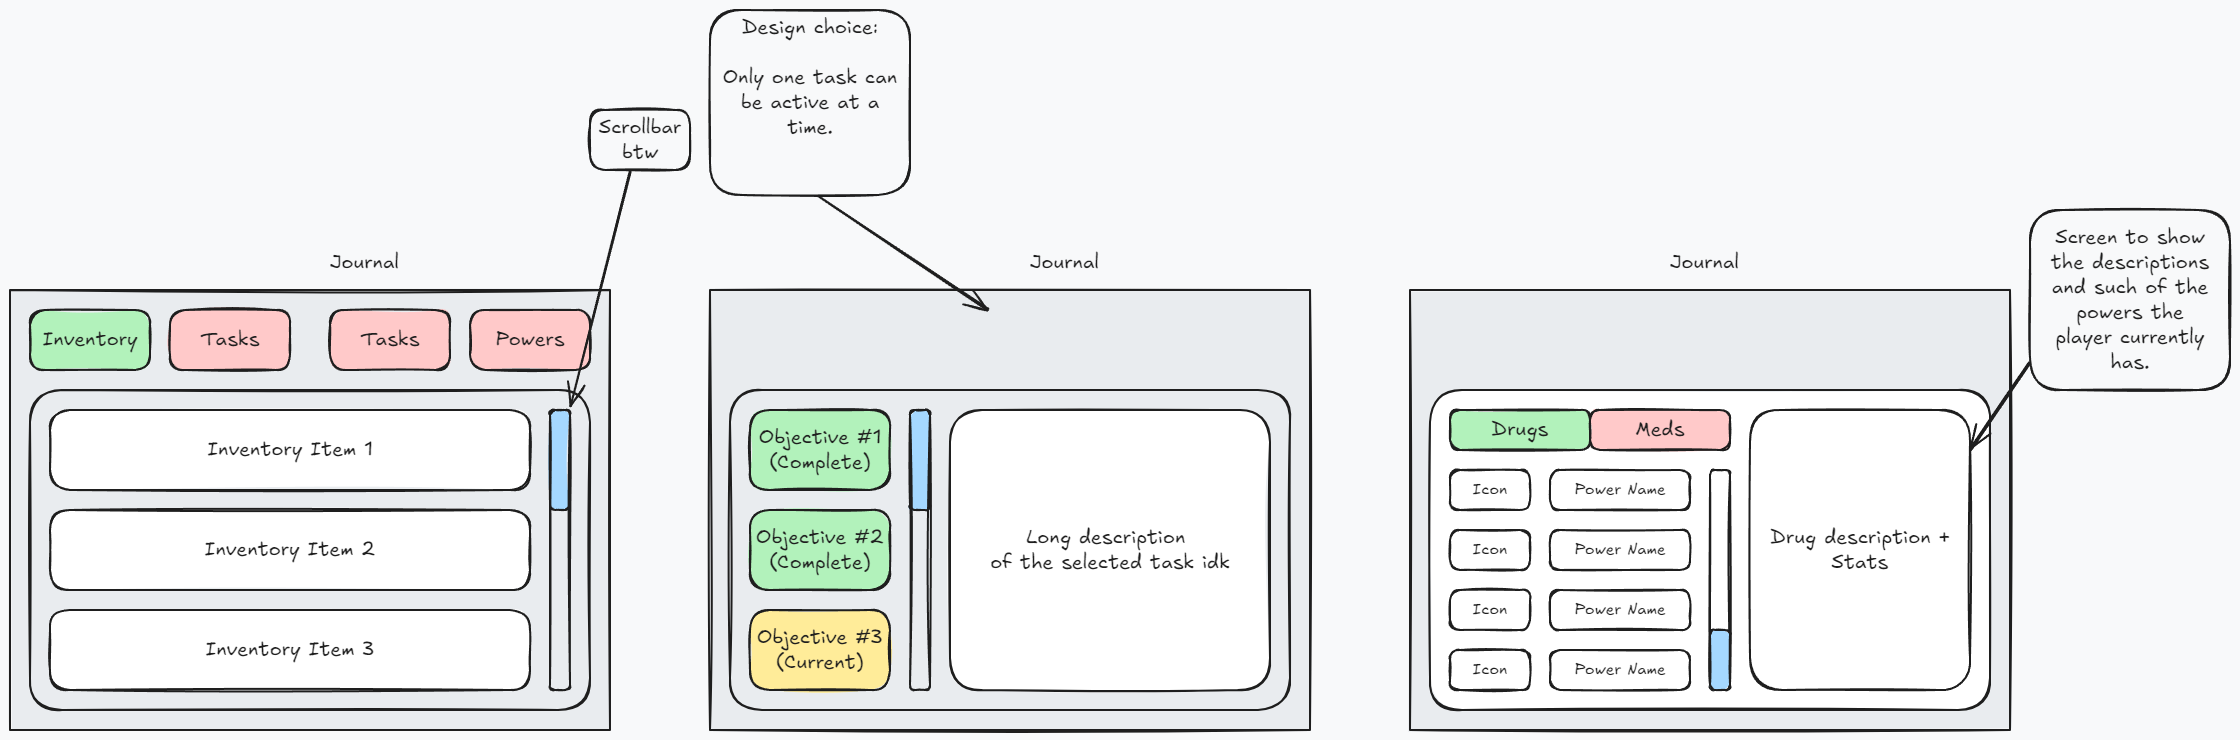 Design choice:
Only one task can
be active at a
time.
Scrollbar
btw
Journal
Inventory
Tasks
Tasks
Powers
Inventory Item 1
Inventory Item 2
Inventory Item 3
Journal
Objective #1
(Complete)
Objective #2
(Complete)
Objective #3
(Current)
Long description
of the selected task idk
Journal
Screen to show
the descriptions
and such of the
powers the
player currently
has.
Drugs
Meds
Icon
Power Name
Icon
Power Name
Icon
Power Name
Icon
Power Name
Drug description +
Stats